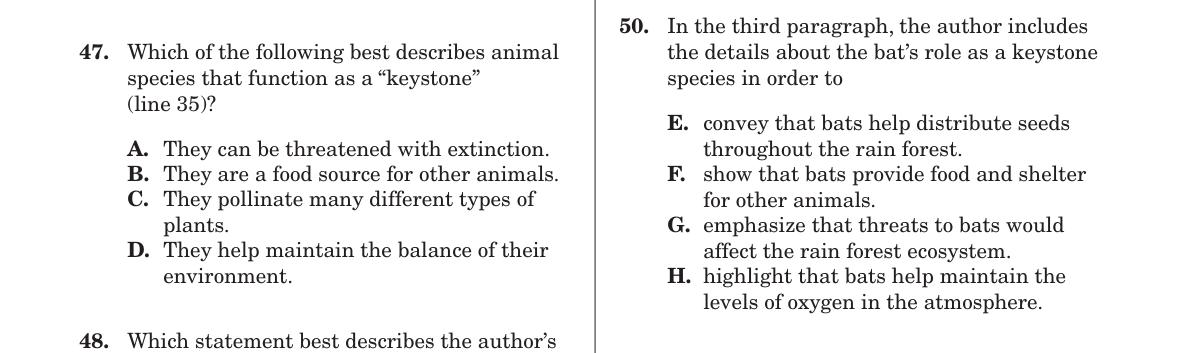 47. Which of the following best describes animal
species that function as a “keystone”
(line 35)?
A. They can be threatened with extinction.
B. They are a food source for other animals.
C. They pollinate many different types of
plants.
D. They help maintain the balance of their
environment.
48. Which statement best describes the author’s
50. In the third paragraph, the author includes
the details about the bat’s role as a keystone
species in order to
E. convey that bats help distribute seeds
throughout the rain forest.
F. show that bats provide food and shelter
for other animals.
G. emphasize that threats to bats would
affect the rain forest ecosystem.
H. highlight that bats help maintain the
levels of oxygen in the atmosphere.